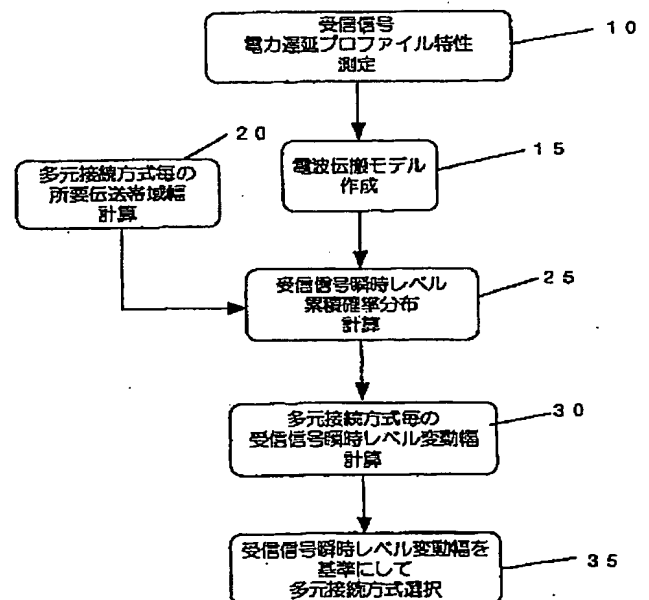 受信信号
電力遅延プロファイル特性
測定
10
20
多元接続方式毎の
所要伝送帯域幅
計算
電波伝搬モデル
作成
15
受信信号瞬時レベル
累積確率分布
計算
25
多元接続方式毎の
受信信号瞬時レベル変動幅
計算
30
受信信号瞬時レベル変動幅を
基準にして
多元接続方式選択
35